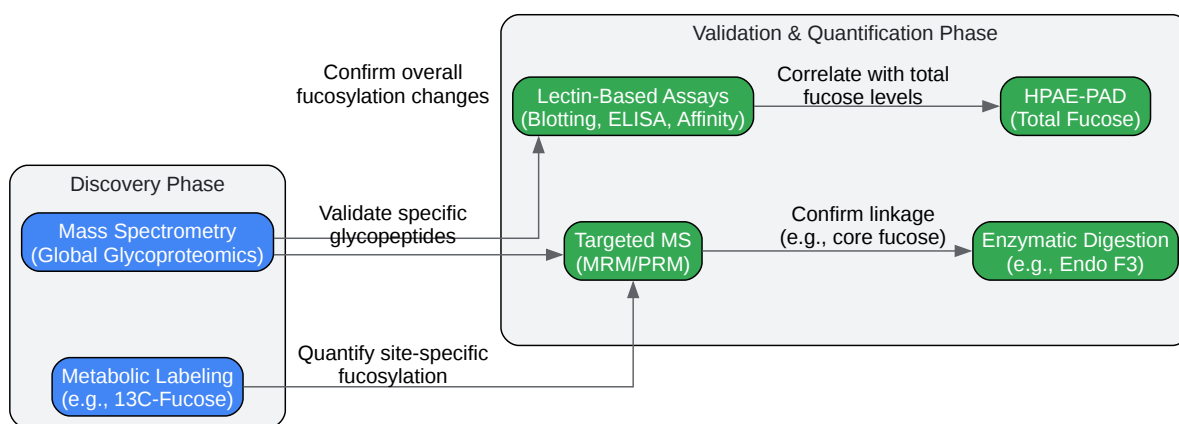 Validation & Quantification Phase
Confirm overall
fucosylation changes
Lectin-Based Assays
(Blotting, ELISA, Affinity)
Correlate with total
fucose levels
HPAE-PAD
(Total Fucose)
Discovery Phase
Mass Spectrometry
(Global Glycoproteomics)
Validate specific
glycopeptides
Targeted MS
(MRM/PRM)
Confirm linkage
(e.g., core fucose)
Enzymatic Digestion
(e.g., Endo F3)
Metabolic Labeling
(e.g., 13C-Fucose)
Quantify site-specific
fucosylation